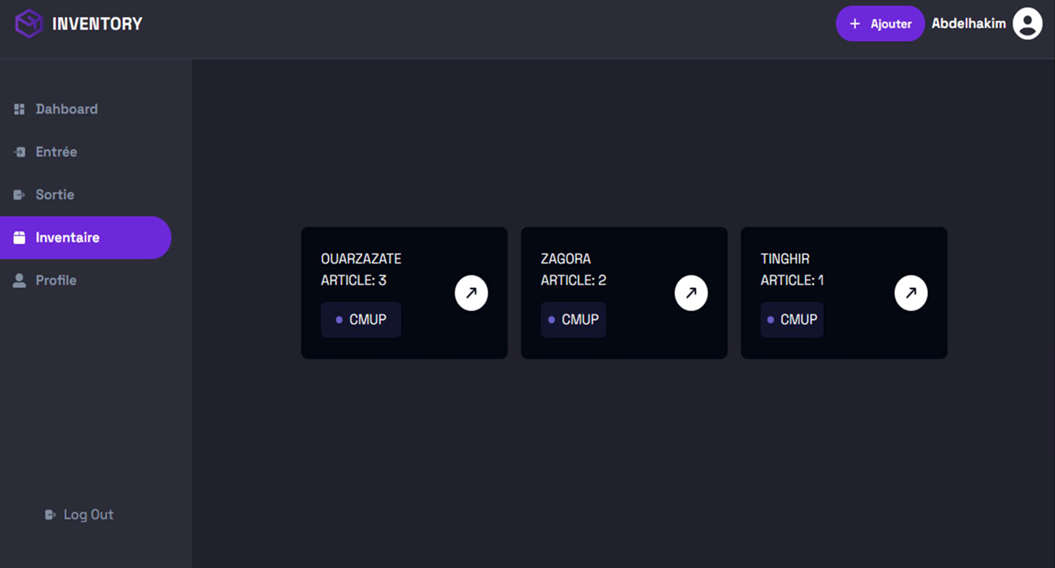 INVENTORY
+ Ajouter
Abdelhakim
Dahboard
Entrée
Sortie
Inventaire
Profile
Log Out
OUARZAZATE
ARTICLE: 3
CMUP
ZAGORA
ARTICLE: 2
CMUP
TINGHIR
ARTICLE: 1
CMUP